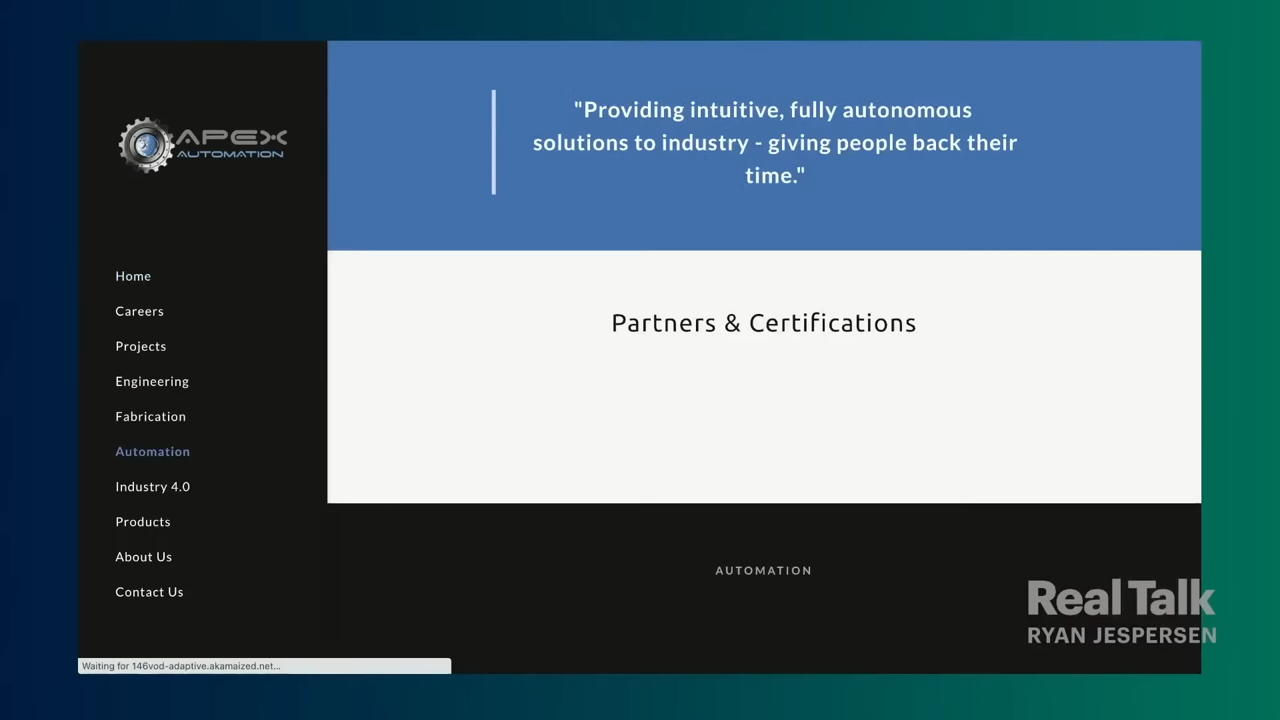 APEX
AUTOMATION
"Providing intuitive, fully autonomous
solutions to industry - giving people back their
time."
Home
Careers
Projects
Engineering
Fabrication
Automation
Industry 4.0
Products
About Us
Contact Us
Partners & Certifications
AUTOMATION
Real Talk
RYAN JESPERSEN
Waiting for 146vod-adaptive.akamaized.net...